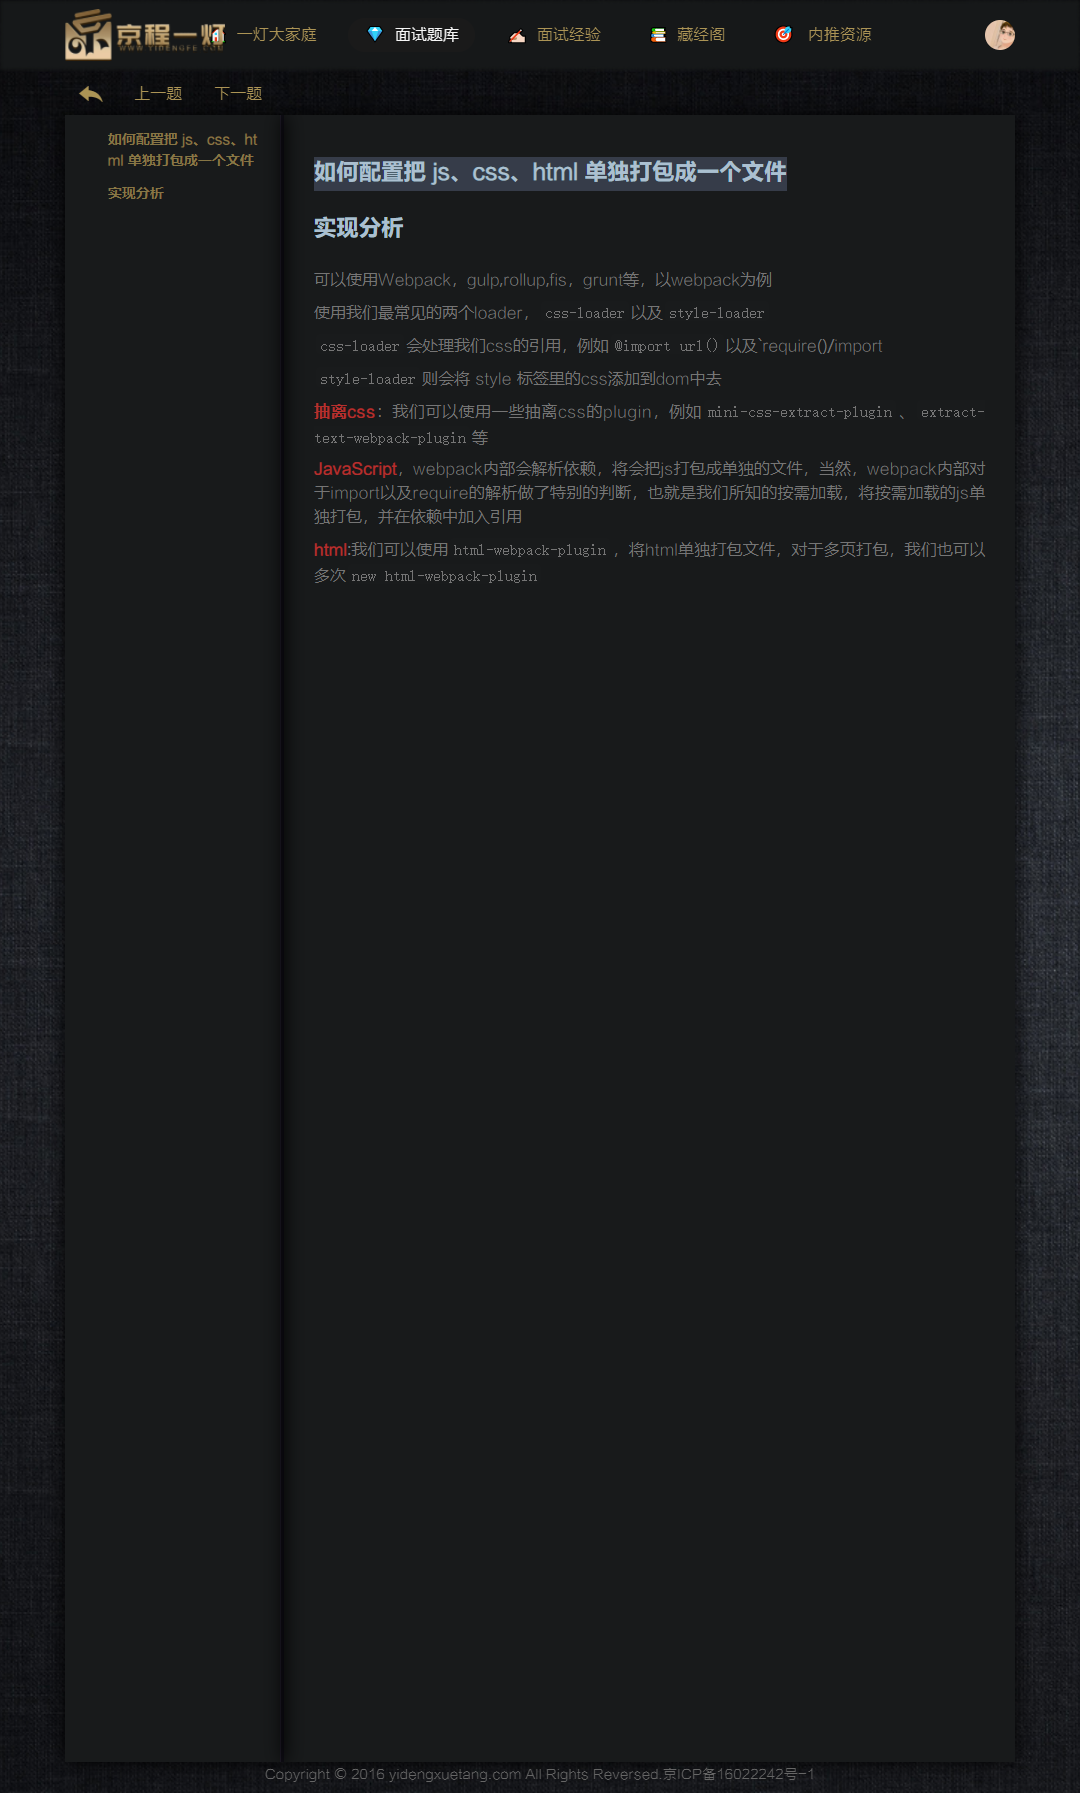 京程一灯
WWW.YIDENGFE.COM
一灯大家庭
面试题库
面试经验
藏经阁
内推资源
上一题
下一题
如何配置把 js、css、ht
ml 单独打包成一个文件
实现分析
如何配置把 js、css、html 单独打包成一个文件
实现分析
可以使用Webpack，gulp,rollup,fis，grunt等，以webpack为例
使用我们最常见的两个loader， css-loader 以及 style-loader
css-loader 会处理我们css的引用，例如 @import url() 以及`require()/import
style-loader 则会将 style 标签里的css添加到dom中去
抽离css：我们可以使用一些抽离css的plugin，例如 mini-css-extract-plugin 、 extract-
text-webpack-plugin 等
JavaScript，webpack内部会解析依赖，将会把js打包成单独的文件，当然，webpack内部对
于import以及require的解析做了特别的判断，也就是我们所知的按需加载，将按需加载的js单
独打包，并在依赖中加入引用
html:我们可以使用 html-webpack-plugin ，将html单独打包文件，对于多页打包，我们也可以
多次 new html-webpack-plugin
Copyright © 2016 yidengxuetang.com All Rights Reversed.京ICP备16022242号-1